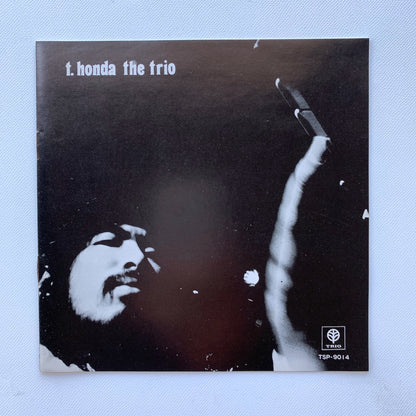 t. honda the trio
TRIO
TSP-9014